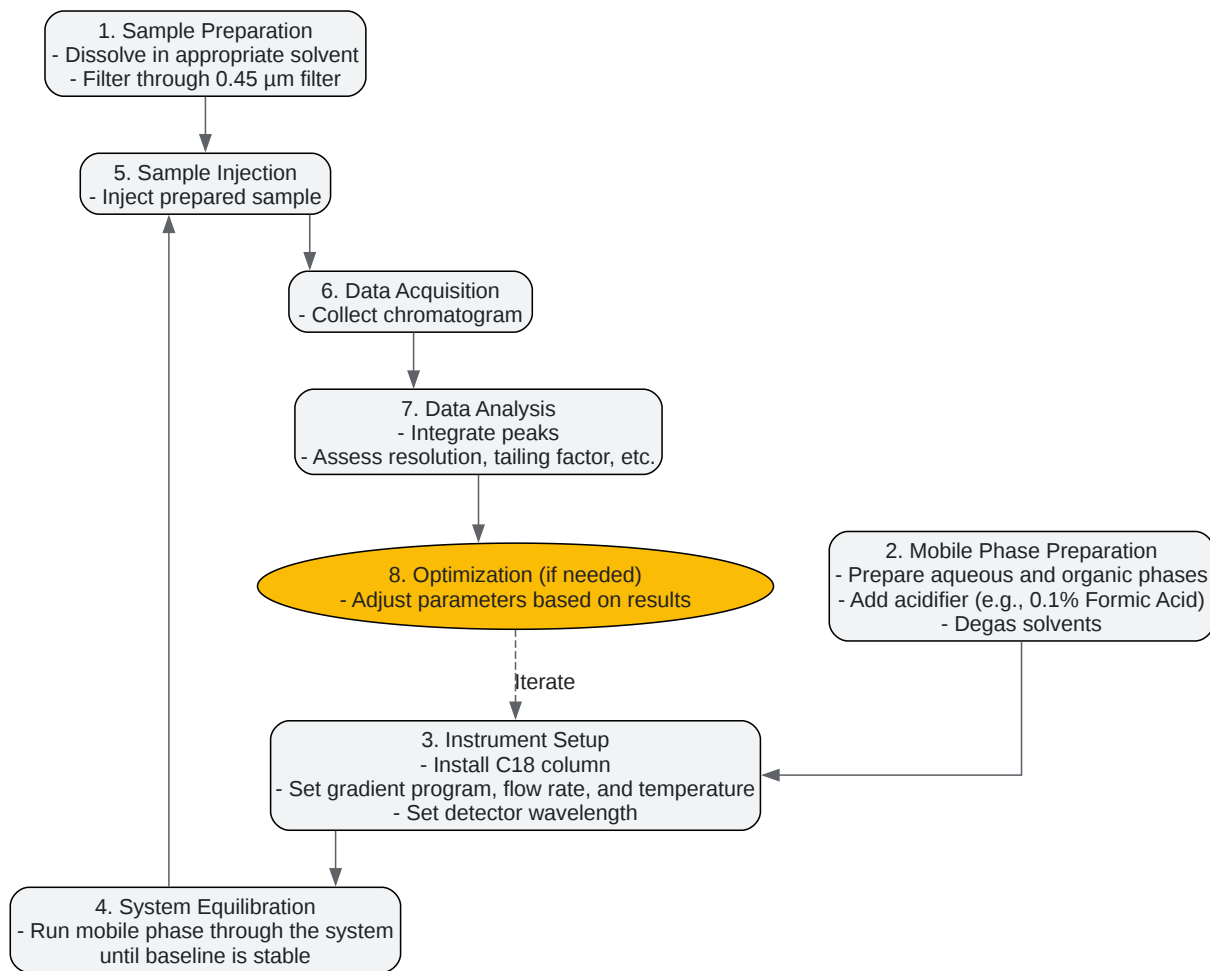 1. Sample Preparation
- Dissolve in appropriate solvent
- Filter through 0.45 µm filter
5. Sample Injection
- Inject prepared sample
6. Data Acquisition
- Collect chromatogram
7. Data Analysis
- Integrate peaks
- Assess resolution, tailing factor, etc.
8. Optimization (if needed)
- Adjust parameters based on results
2. Mobile Phase Preparation
- Prepare aqueous and organic phases
- Add acidifier (e.g., 0.1% Formic Acid)
- Degas solvents
Iterate
3. Instrument Setup
- Install C18 column
- Set gradient program, flow rate, and temperature
- Set detector wavelength
4. System Equilibration
- Run mobile phase through the system
until baseline is stable